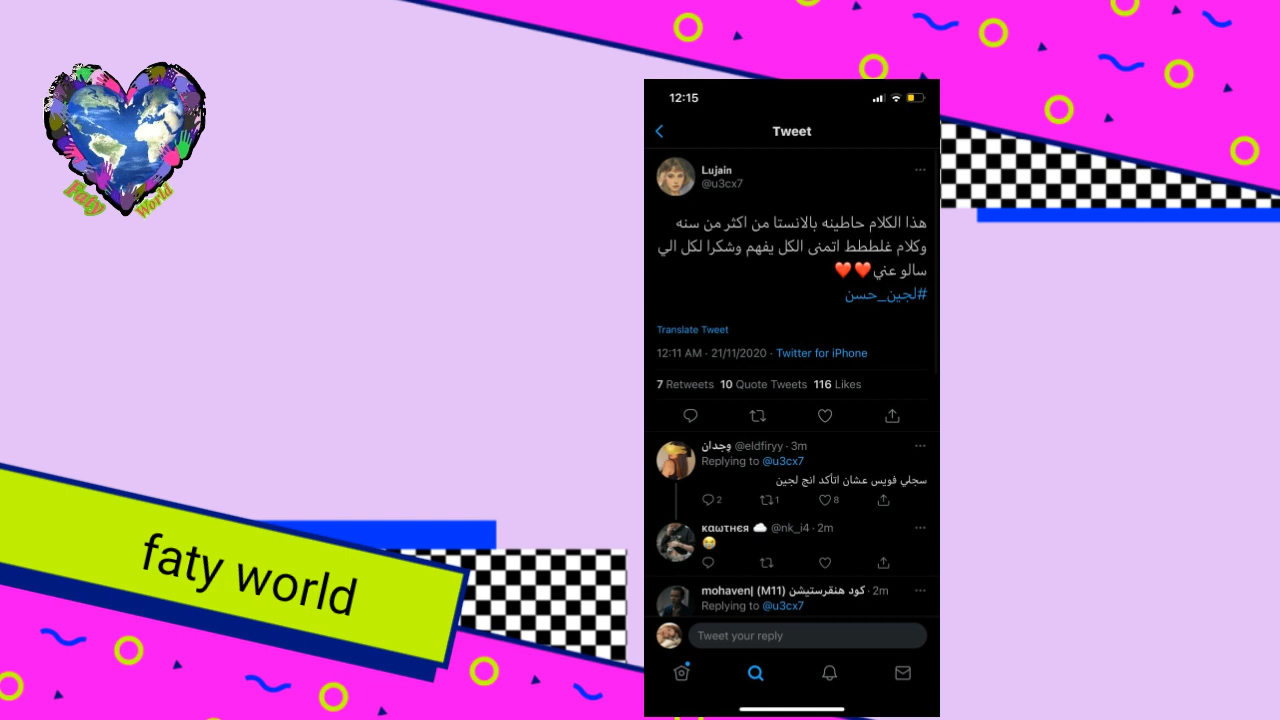 Faty
World
12:15
Tweet
Lujain
@u3cx7
هذا الكلام حاطينه بالانستا من اكثر من سنه
وكلام غلطططط اتمنى الكل يفهم وشكرا لكل الي
سالو عني❤️❤️
#لجين_حسن
Translate Tweet
12:11 AM · 21/11/2020 · Twitter for iPhone
7 Retweets 10 Quote Tweets 116 Likes
وجدان @eldfiryy · 3m
Replying to @u3cx7
سجلي فويس عشان اتأكد انج لجين
2 1 8
καωτнєя ☁️ @nk_i4 · 2m
😭
mohaven| (M11) كود هنقرستيشن · 2m
Replying to @u3cx7
Tweet your reply
faty world